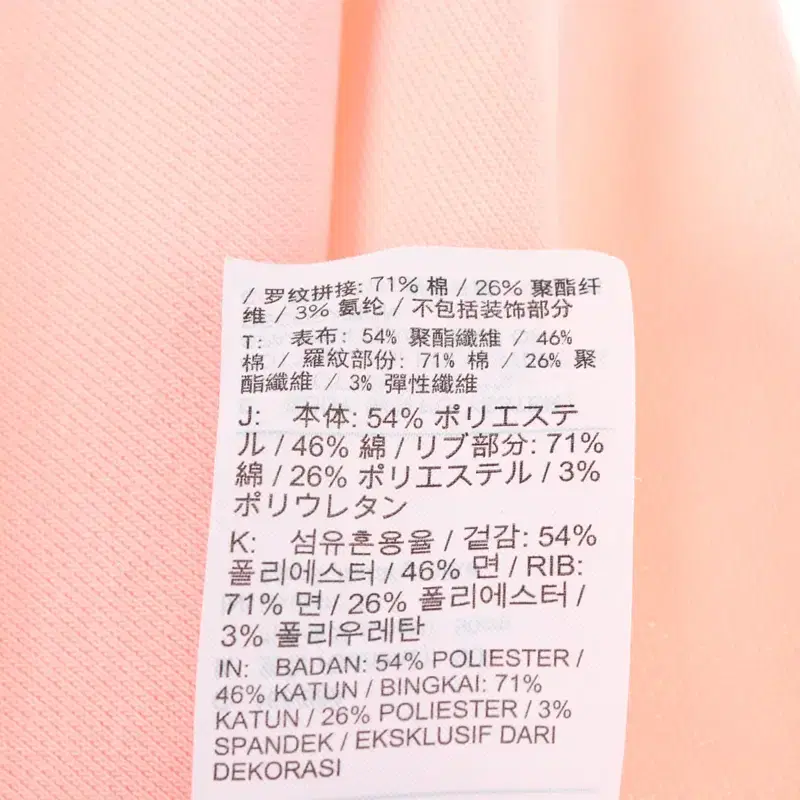 / 罗纹拼接: 71% 棉 / 26% 聚酯纤
维 / 3% 氨纶 / 不包括装饰部分
T: 表布: 54% 聚酯纖維 / 46%
棉 / 羅紋部份: 71% 棉 / 26% 聚
酯纖維 / 3% 彈性纖維
J: 本体: 54% ポリエステ
ル / 46% 綿 / リブ部分: 71%
綿 / 26% ポリエステル / 3%
ポリウレタン
K: 섬유혼용율 / 겉감: 54%
폴리에스터 / 46% 면 / RIB:
71% 면 / 26% 폴리에스터 /
3% 폴리우레탄
IN: BADAN: 54% POLIESTER /
46% KATUN / BINGKAI: 71%
KATUN / 26% POLIESTER / 3%
SPANDEK / EKSKLUSIF DARI
DEKORASI